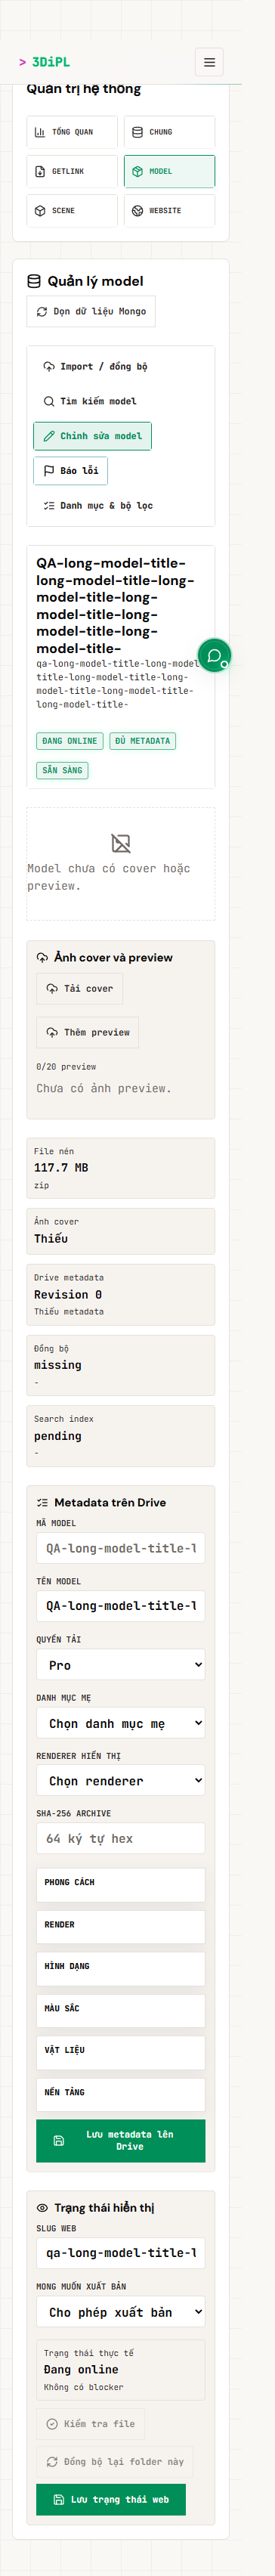 > 3DiPL
Quản trị hệ thống
TỔNG QUAN
CHUNG
GETLINK
MODEL
SCENE
WEBSITE
Quản lý model
Dọn dữ liệu Mongo
Import / đồng bộ
Tìm kiếm model
Chỉnh sửa model
Báo lỗi
Danh mục & bộ lọc
QA-long-model-title-
long-model-title-long-
model-title-long-
model-title-long-
model-title-long-
model-title-
qa-long-model-title-long-model-
title-long-model-title-long-
model-title-long-model-title-
long-model-title-
ĐANG ONLINE
ĐỦ METADATA
SẴN SÀNG
Model chưa có cover hoặc
preview.
Ảnh cover và preview
Tải cover
Thêm preview
0/20 preview
Chưa có ảnh preview.
File nén
117.7 MB
zip
Ảnh cover
Thiếu
Drive metadata
Revision 0
Thiếu metadata
Đồng bộ
missing
-
Search index
pending
-
Metadata trên Drive
MÃ MODEL
QA-long-model-title-l
TÊN MODEL
QA-long-model-title-l
QUYỀN TẢI
Pro
DANH MỤC MẸ
Chọn danh mục mẹ
RENDERER HIỂN THỊ
Chọn renderer
SHA-256 ARCHIVE
64 ký tự hex
PHONG CÁCH
RENDER
HÌNH DẠNG
MÀU SẮC
VẬT LIỆU
NỀN TẢNG
Lưu metadata lên
Drive
Trạng thái hiển thị
SLUG WEB
qa-long-model-title-l
MONG MUỐN XUẤT BẢN
Cho phép xuất bản
Trạng thái thực tế
Đang online
Không có blocker
Kiểm tra file
Đồng bộ lại folder này
Lưu trạng thái web